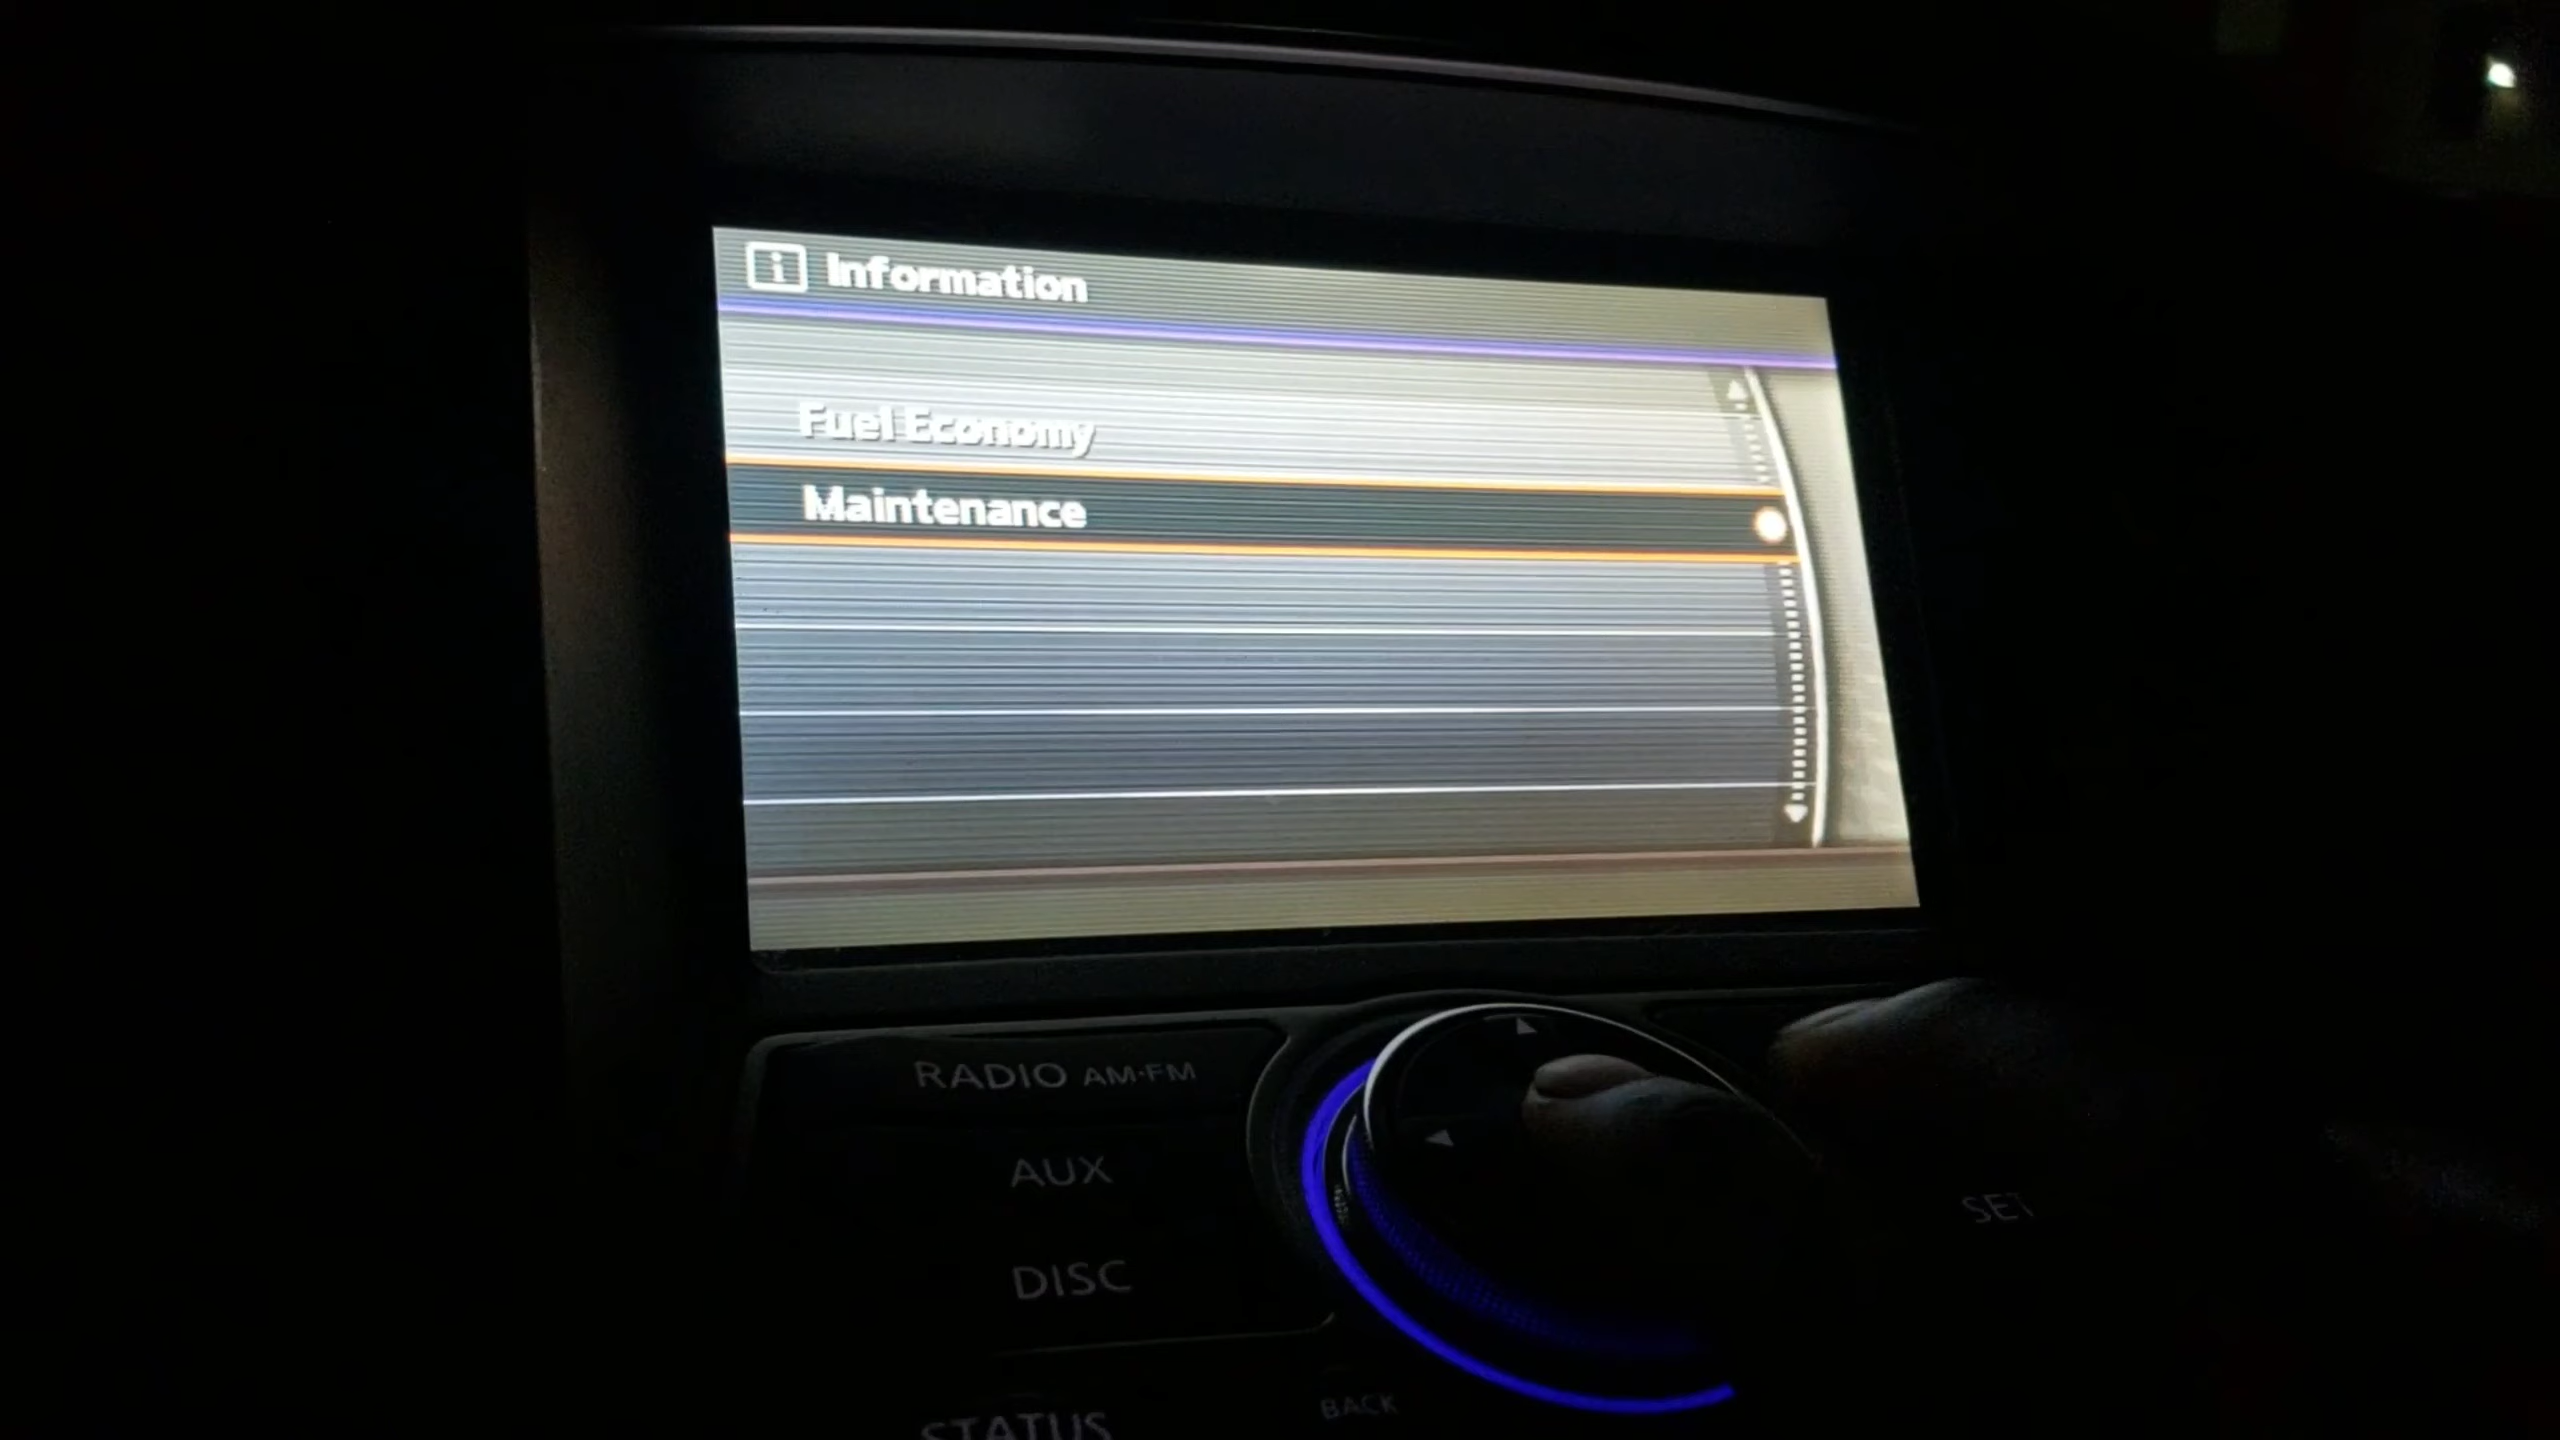 i Information
Fuel Economy
Maintenance
RADIO AM·FM
AUX
DISC
STATUS
BACK
SET